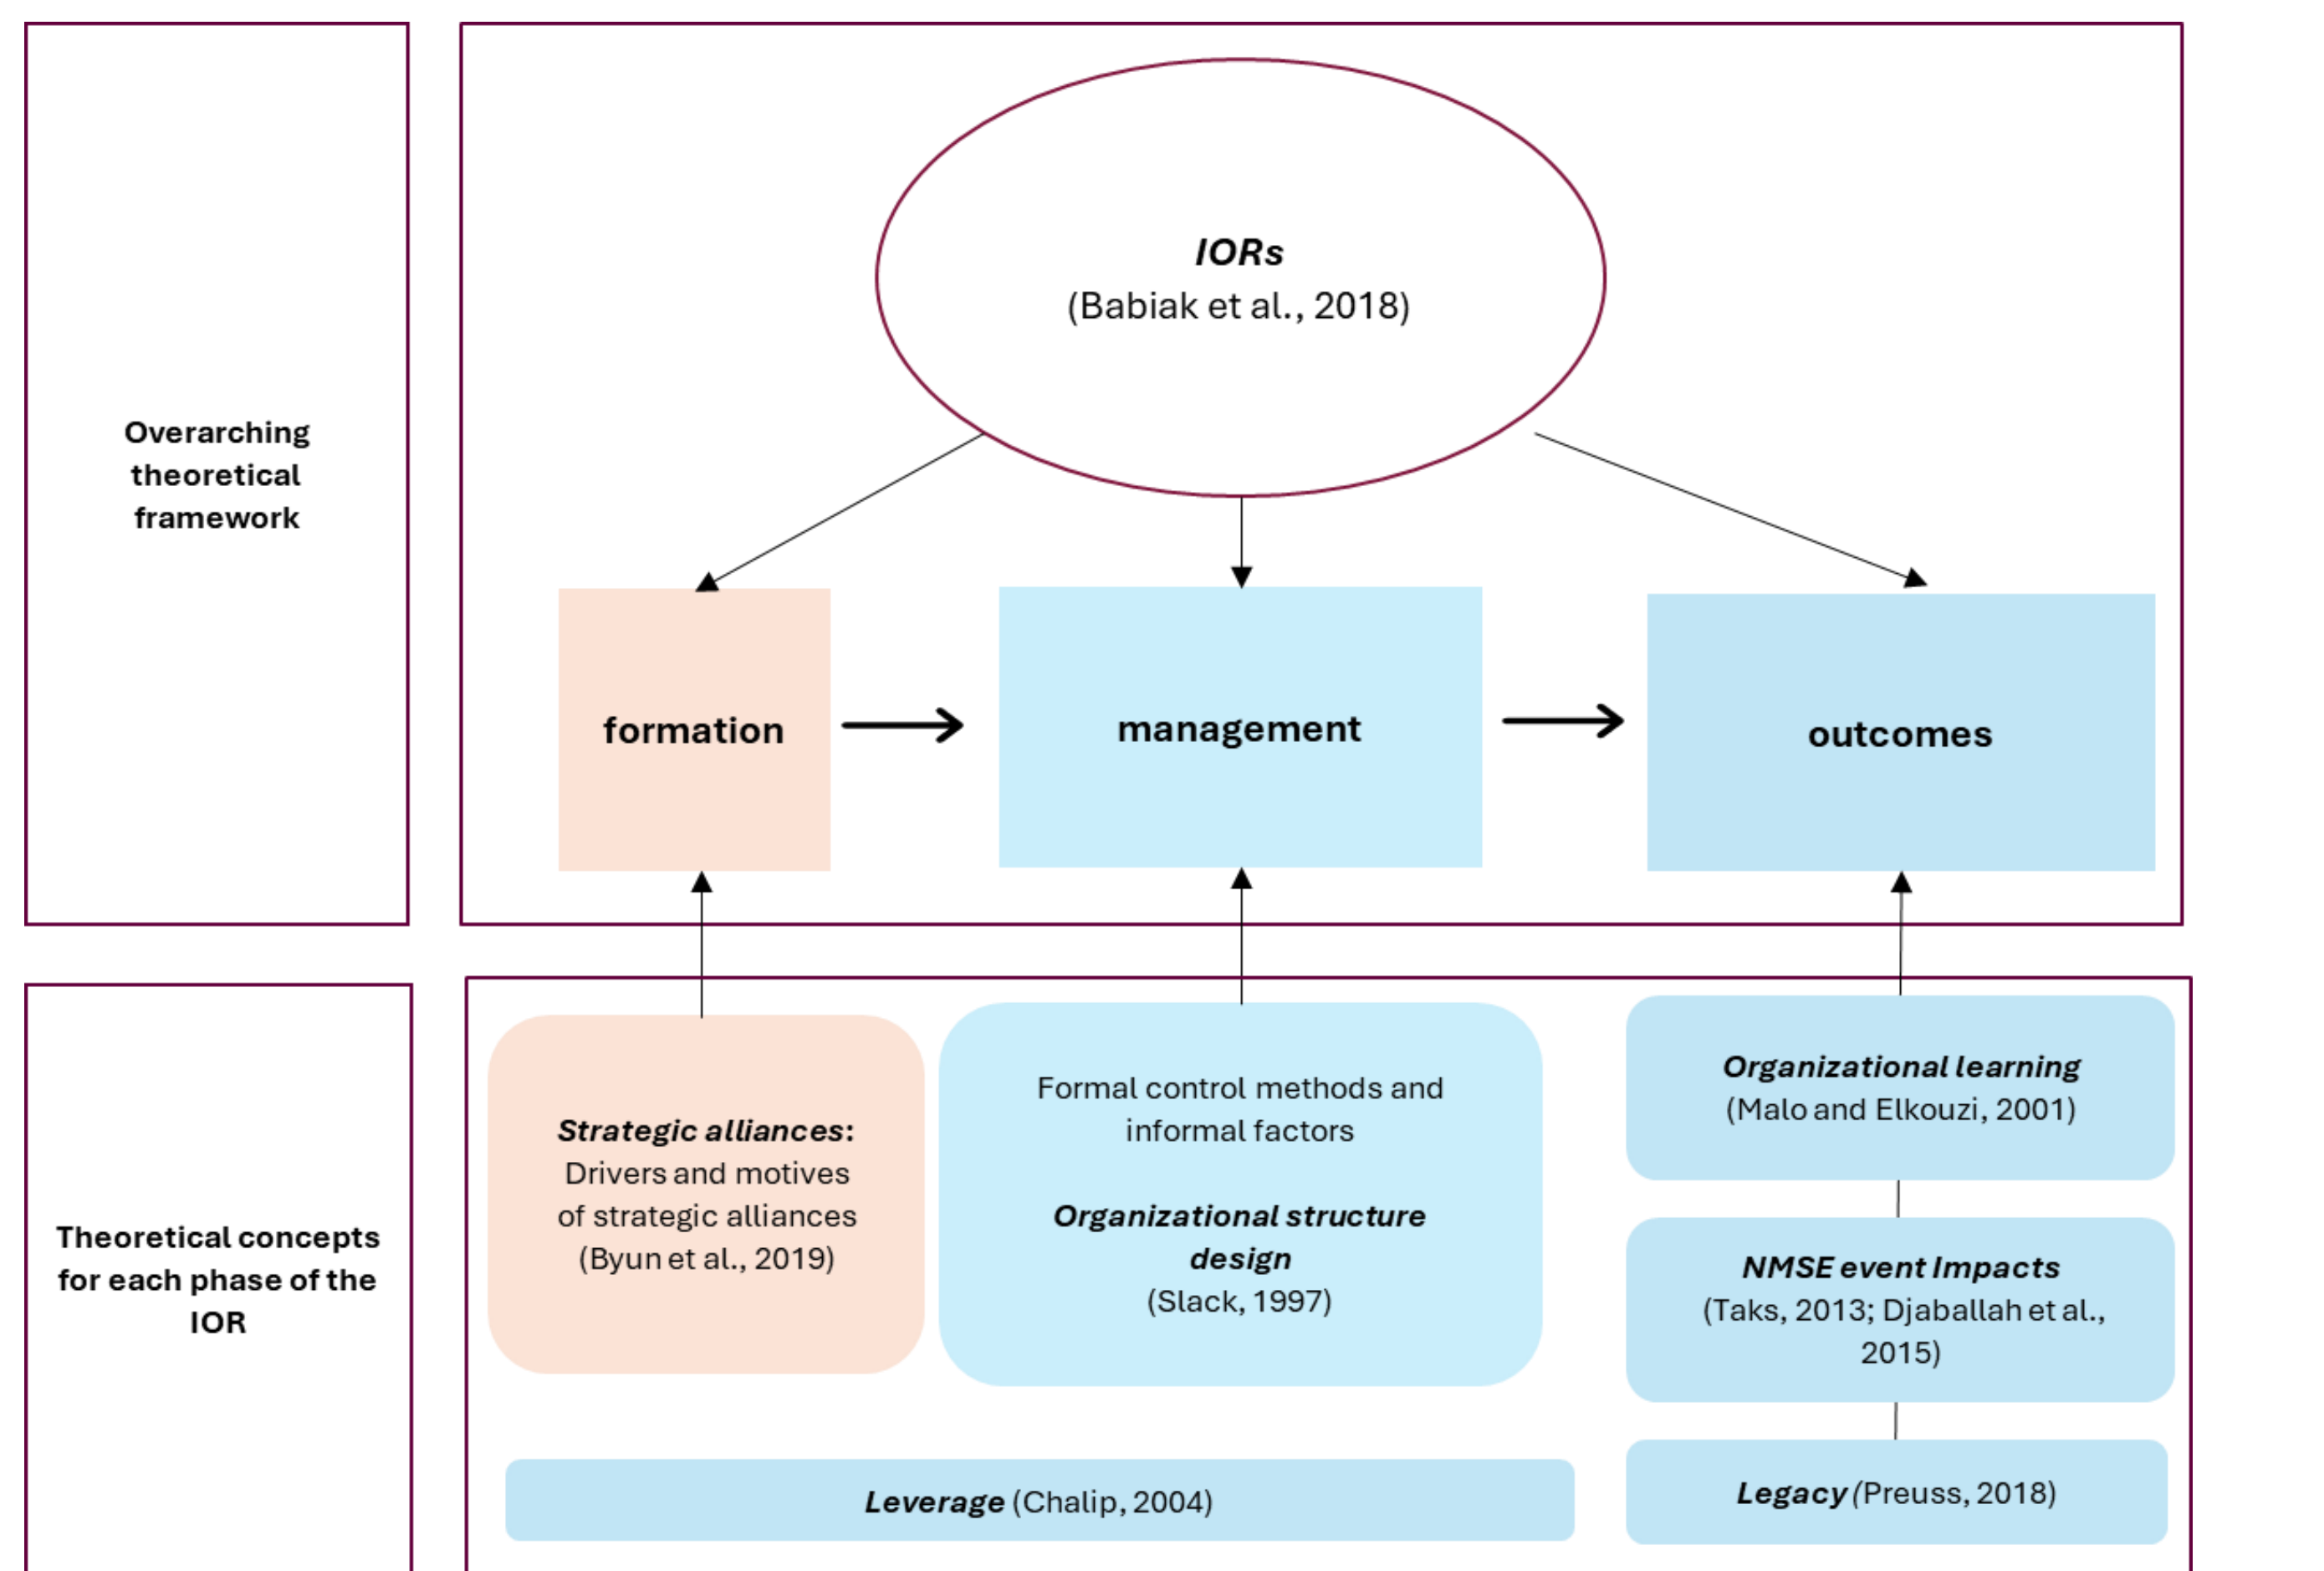 Overarching
theoretical
framework
IORs
(Babiak et al., 2018)
formation
management
outcomes
Theoretical concepts
for each phase of the
IOR
Strategic alliances:
Drivers and motives
of strategic alliances
(Byun et al., 2019)
Formal control methods and
informal factors
Organizational structure
design
(Slack, 1997)
Organizational learning
(Malo and Elkouzi, 2001)
NMSE event Impacts
(Taks, 2013; Djaballah et al.,
2015)
Leverage (Chalip, 2004)
Legacy (Preuss, 2018)